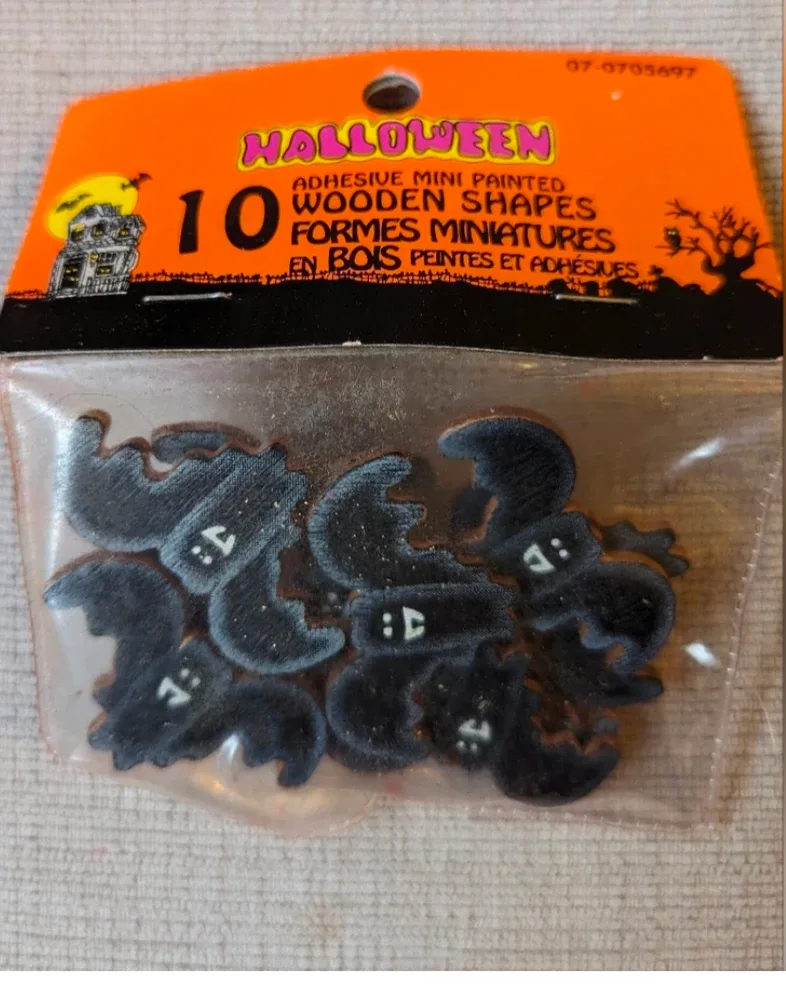 07-0705697
HALLOWEEN
10
ADHESIVE MINI PAINTED
WOODEN SHAPES
FORMES MINIATURES
EN BOIS PEINTES ET ADHÉSIVES